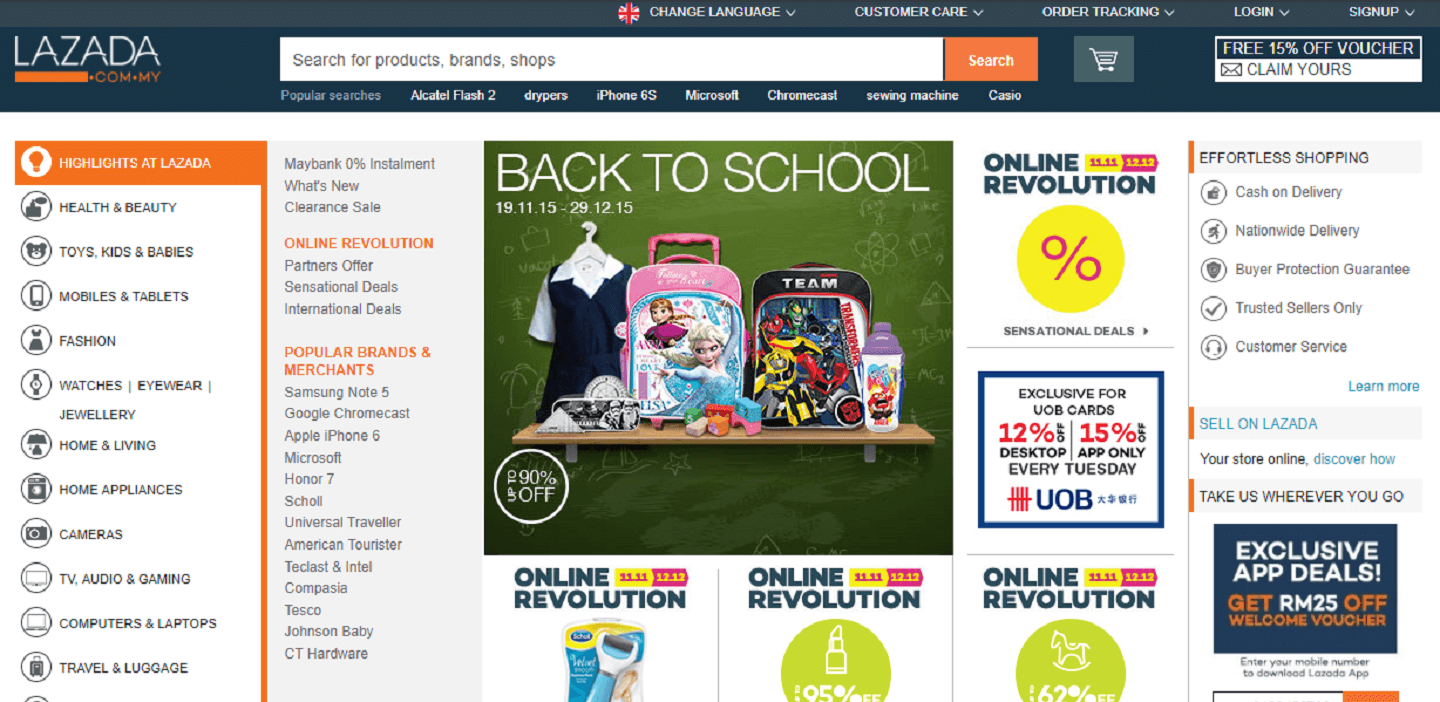 CHANGE LANGUAGE
CUSTOMER CARE
ORDER TRACKING
LOGIN
SIGNUP
LAZADA
.COM.MY
Search for products, brands, shops
Search
FREE 15% OFF VOUCHER
CLAIM YOURS
Popular searches
Alcatel Flash 2
drypers
iPhone 6S
Microsoft
Chromecast
sewing machine
Casio
HIGHLIGHTS AT LAZADA
HEALTH & BEAUTY
TOYS, KIDS & BABIES
MOBILES & TABLETS
FASHION
WATCHES | EYEWEAR |
JEWELLERY
HOME & LIVING
HOME APPLIANCES
CAMERAS
TV, AUDIO & GAMING
COMPUTERS & LAPTOPS
TRAVEL & LUGGAGE
Maybank 0% Instalment
What's New
Clearance Sale
ONLINE REVOLUTION
Partners Offer
Sensational Deals
International Deals
POPULAR BRANDS &
MERCHANTS
Samsung Note 5
Google Chromecast
Apple iPhone 6
Microsoft
Honor 7
Scholl
Universal Traveller
American Tourister
Teclast & Intel
Compasia
Tesco
Johnson Baby
CT Hardware
BACK TO SCHOOL
19.11.15 - 29.12.15
TEAM
TRANSFORMERS
UP TO 90%
OFF
ONLINE 11.11 12.12
REVOLUTION
%
SENSATIONAL DEALS
EXCLUSIVE FOR
UOB CARDS
12% OFF 15% OFF
DESKTOP APP ONLY
EVERY TUESDAY
UOB 大华银行
ONLINE 11.11 12.12
REVOLUTION
Scholl
Velvet
smooth
ONLINE 11.11 12.12
REVOLUTION
95% OFF
ONLINE 11.11 12.12
REVOLUTION
62% OFF
EFFORTLESS SHOPPING
Cash on Delivery
Nationwide Delivery
Buyer Protection Guarantee
Trusted Sellers Only
Customer Service
Learn more
SELL ON LAZADA
Your store online, discover how
TAKE US WHEREVER YOU GO
EXCLUSIVE
APP DEALS!
GET RM25 OFF
WELCOME VOUCHER
Enter your mobile number
to download Lazada App